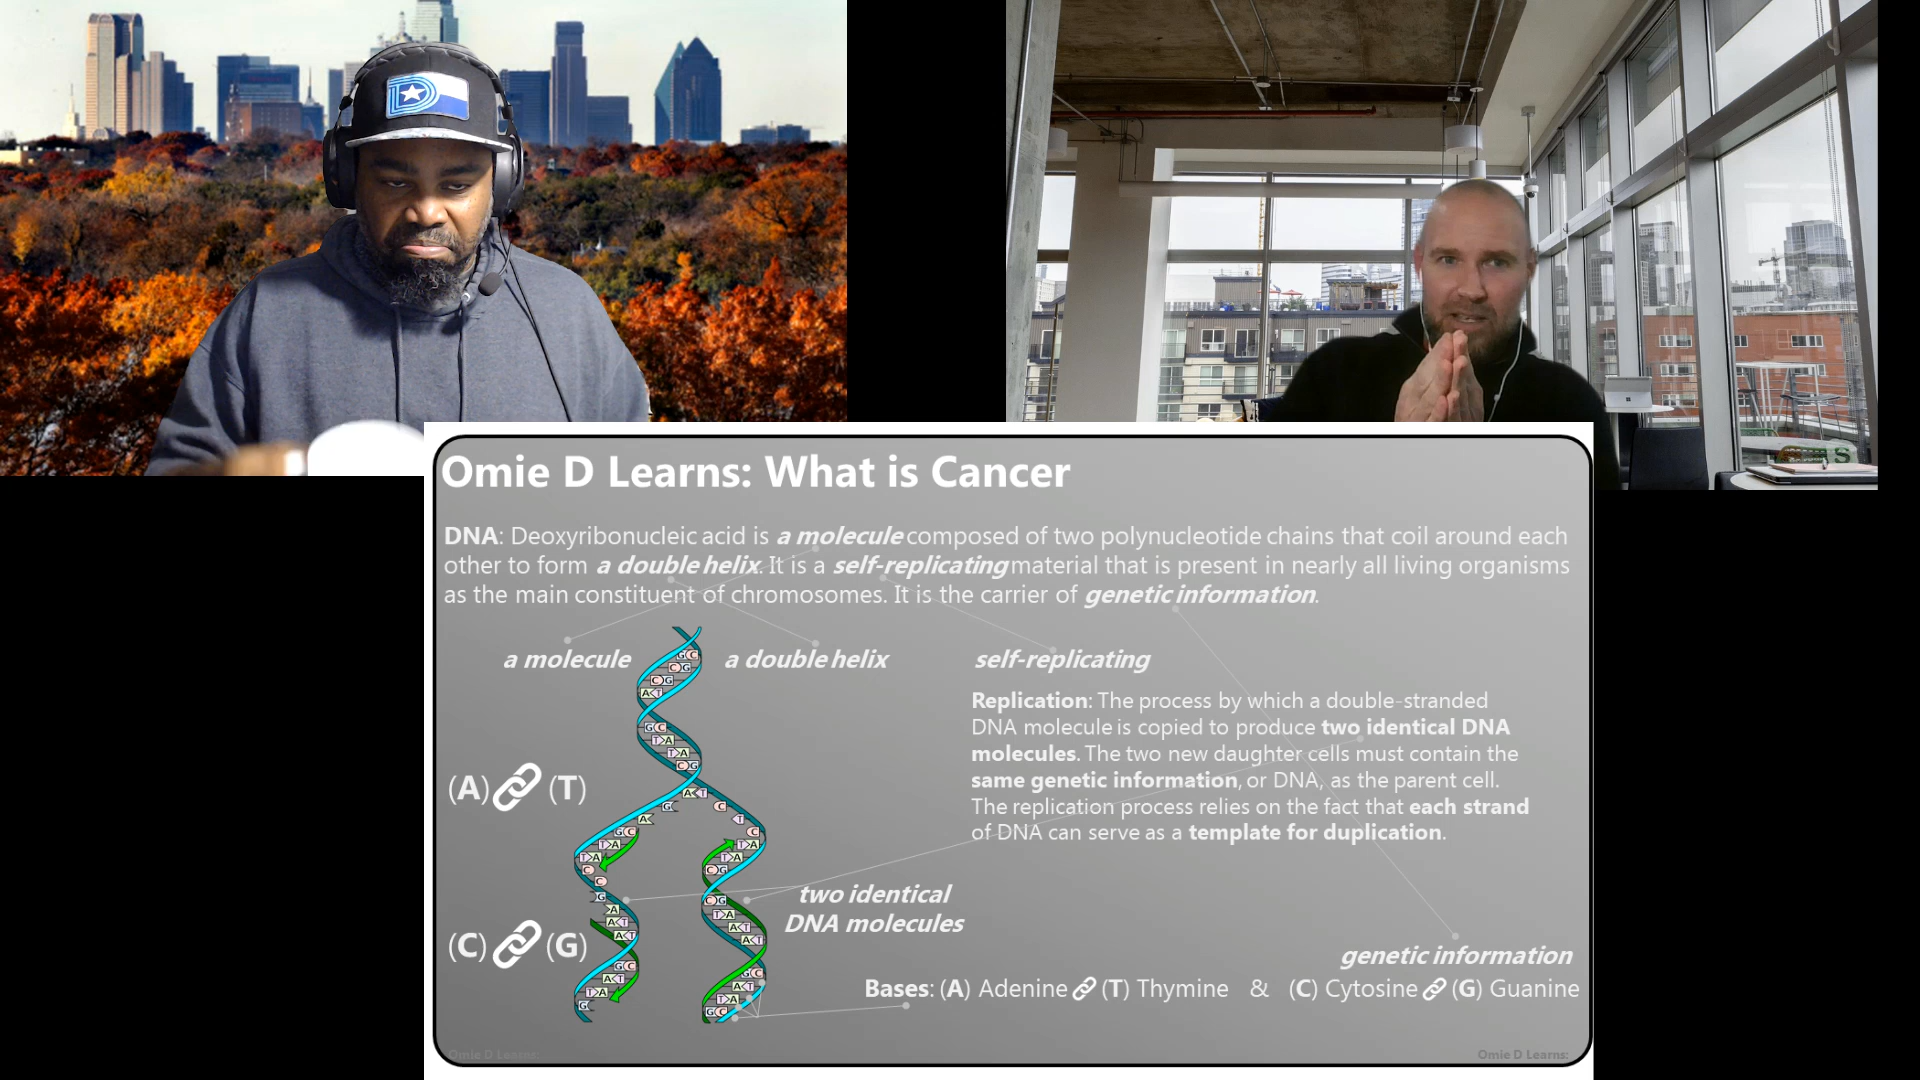 D
Omie D Learns: What is Cancer
DNA: Deoxyribonucleic acid is a molecule composed of two polynucleotide chains that coil around each
other to form a double helix. It is a self-replicating material that is present in nearly all living organisms
as the main constituent of chromosomes. It is the carrier of genetic information.
a molecule
a double helix
self-replicating
Replication: The process by which a double-stranded
DNA molecule is copied to produce two identical DNA
molecules. The two new daughter cells must contain the
same genetic information, or DNA, as the parent cell.
The replication process relies on the fact that each strand
of DNA can serve as a template for duplication.
(A) (T)
(C) (G)
two identical
DNA molecules
genetic information
Bases: (A) Adenine (T) Thymine & (C) Cytosine (G) Guanine
Omie D Learns:
Omie D Learns: